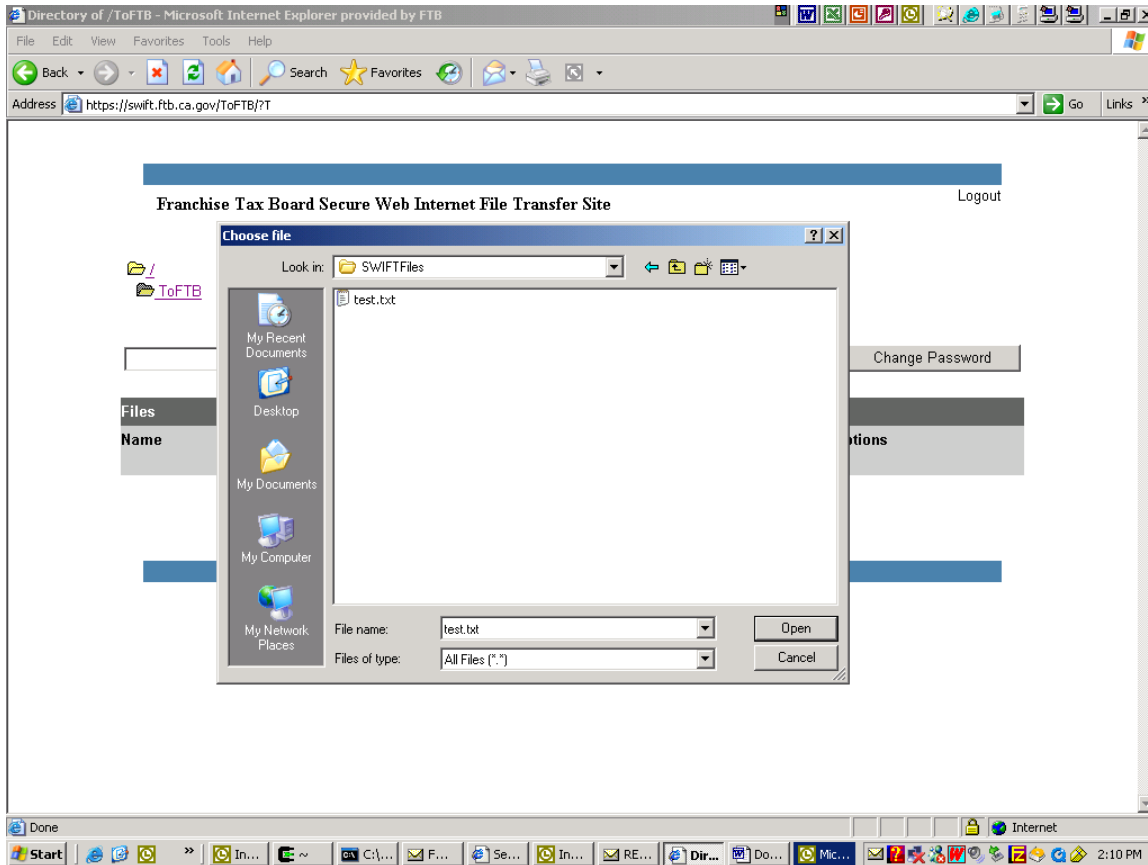 Directory of /ToFTB - Microsoft Internet Explorer provided by FTB
File Edit View Favorites Tools Help
Back Search Favorites
Address https://swift.ftb.ca.gov/ToFTB/?T Go Links »
Logout
Franchise Tax Board Secure Web Internet File Transfer Site
Choose file
/
ToFTB
Look in: SWIFTFiles
test.txt
My Recent
Documents
Desktop
My Documents
My Computer
My Network
Places
Change Password
Files
Name
ptions
File name: test.txt Open
Files of type: All Files (*.*) Cancel
Done Internet
Start » In... ~ C:\... F... Se... In... RE... Dir... Do... Mic... 2:10 PM